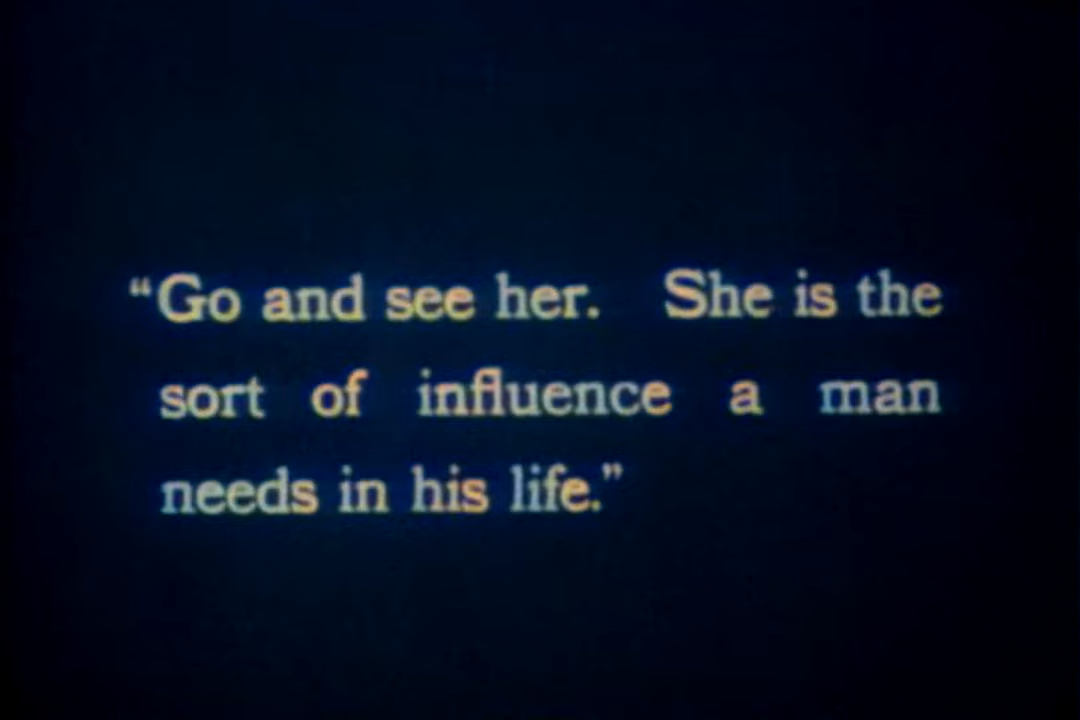 “Go and see her. She is the
sort of influence a man
needs in his life.”